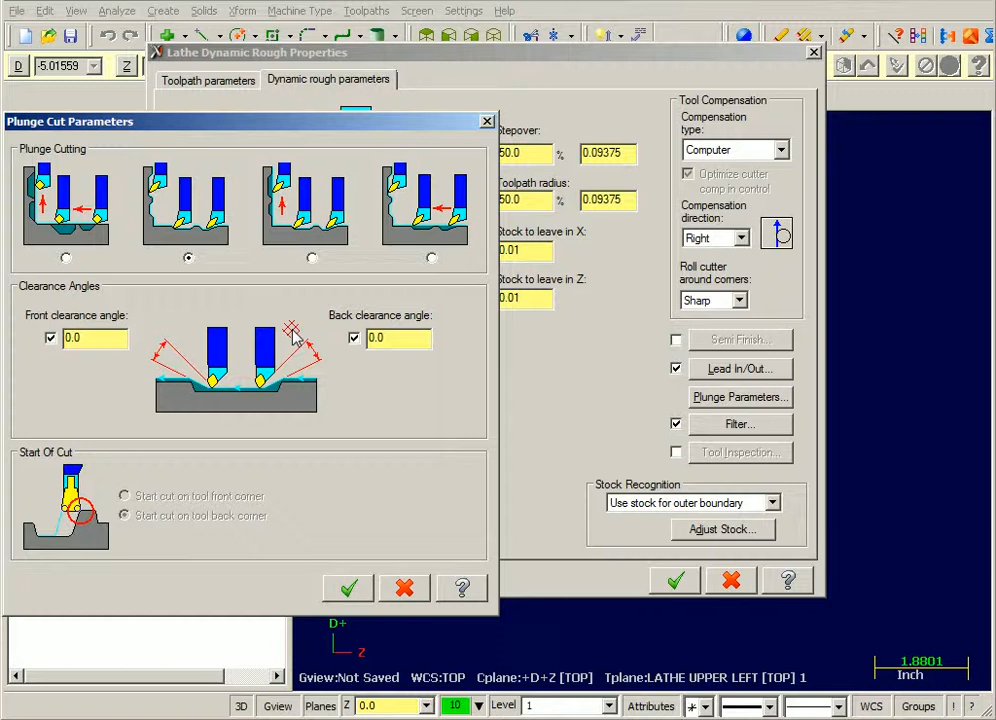 File Edit View Analyze Create Solids Xform Machine Type Toolpaths Screen Settings Help
D -5.01559 Z
Lathe Dynamic Rough Properties
Toolpath parameters Dynamic rough parameters
Plunge Cut Parameters
Plunge Cutting
Clearance Angles
Front clearance angle:
0.0
Back clearance angle:
0.0
Start Of Cut
Start cut on tool front corner
Start cut on tool back corner
Stepover:
50.0 % 0.09375
Toolpath radius:
50.0 % 0.09375
Stock to leave in X:
0.01
Stock to leave in Z:
0.01
Tool Compensation
Compensation
type:
Computer
Optimize cutter
comp in control
Compensation
direction:
Right
Roll cutter
around corners:
Sharp
Semi Finish...
Lead In/Out...
Plunge Parameters...
Filter...
Tool Inspection...
Stock Recognition
Use stock for outer boundary
Adjust Stock...
D+
Z
Gview:Not Saved WCS:TOP Cplane:+D+Z [TOP] Tplane:LATHE UPPER LEFT [TOP] 1
1.8801
Inch
3D Gview Planes Z 0.0 10 Level 1 Attributes WCS Groups ! ?